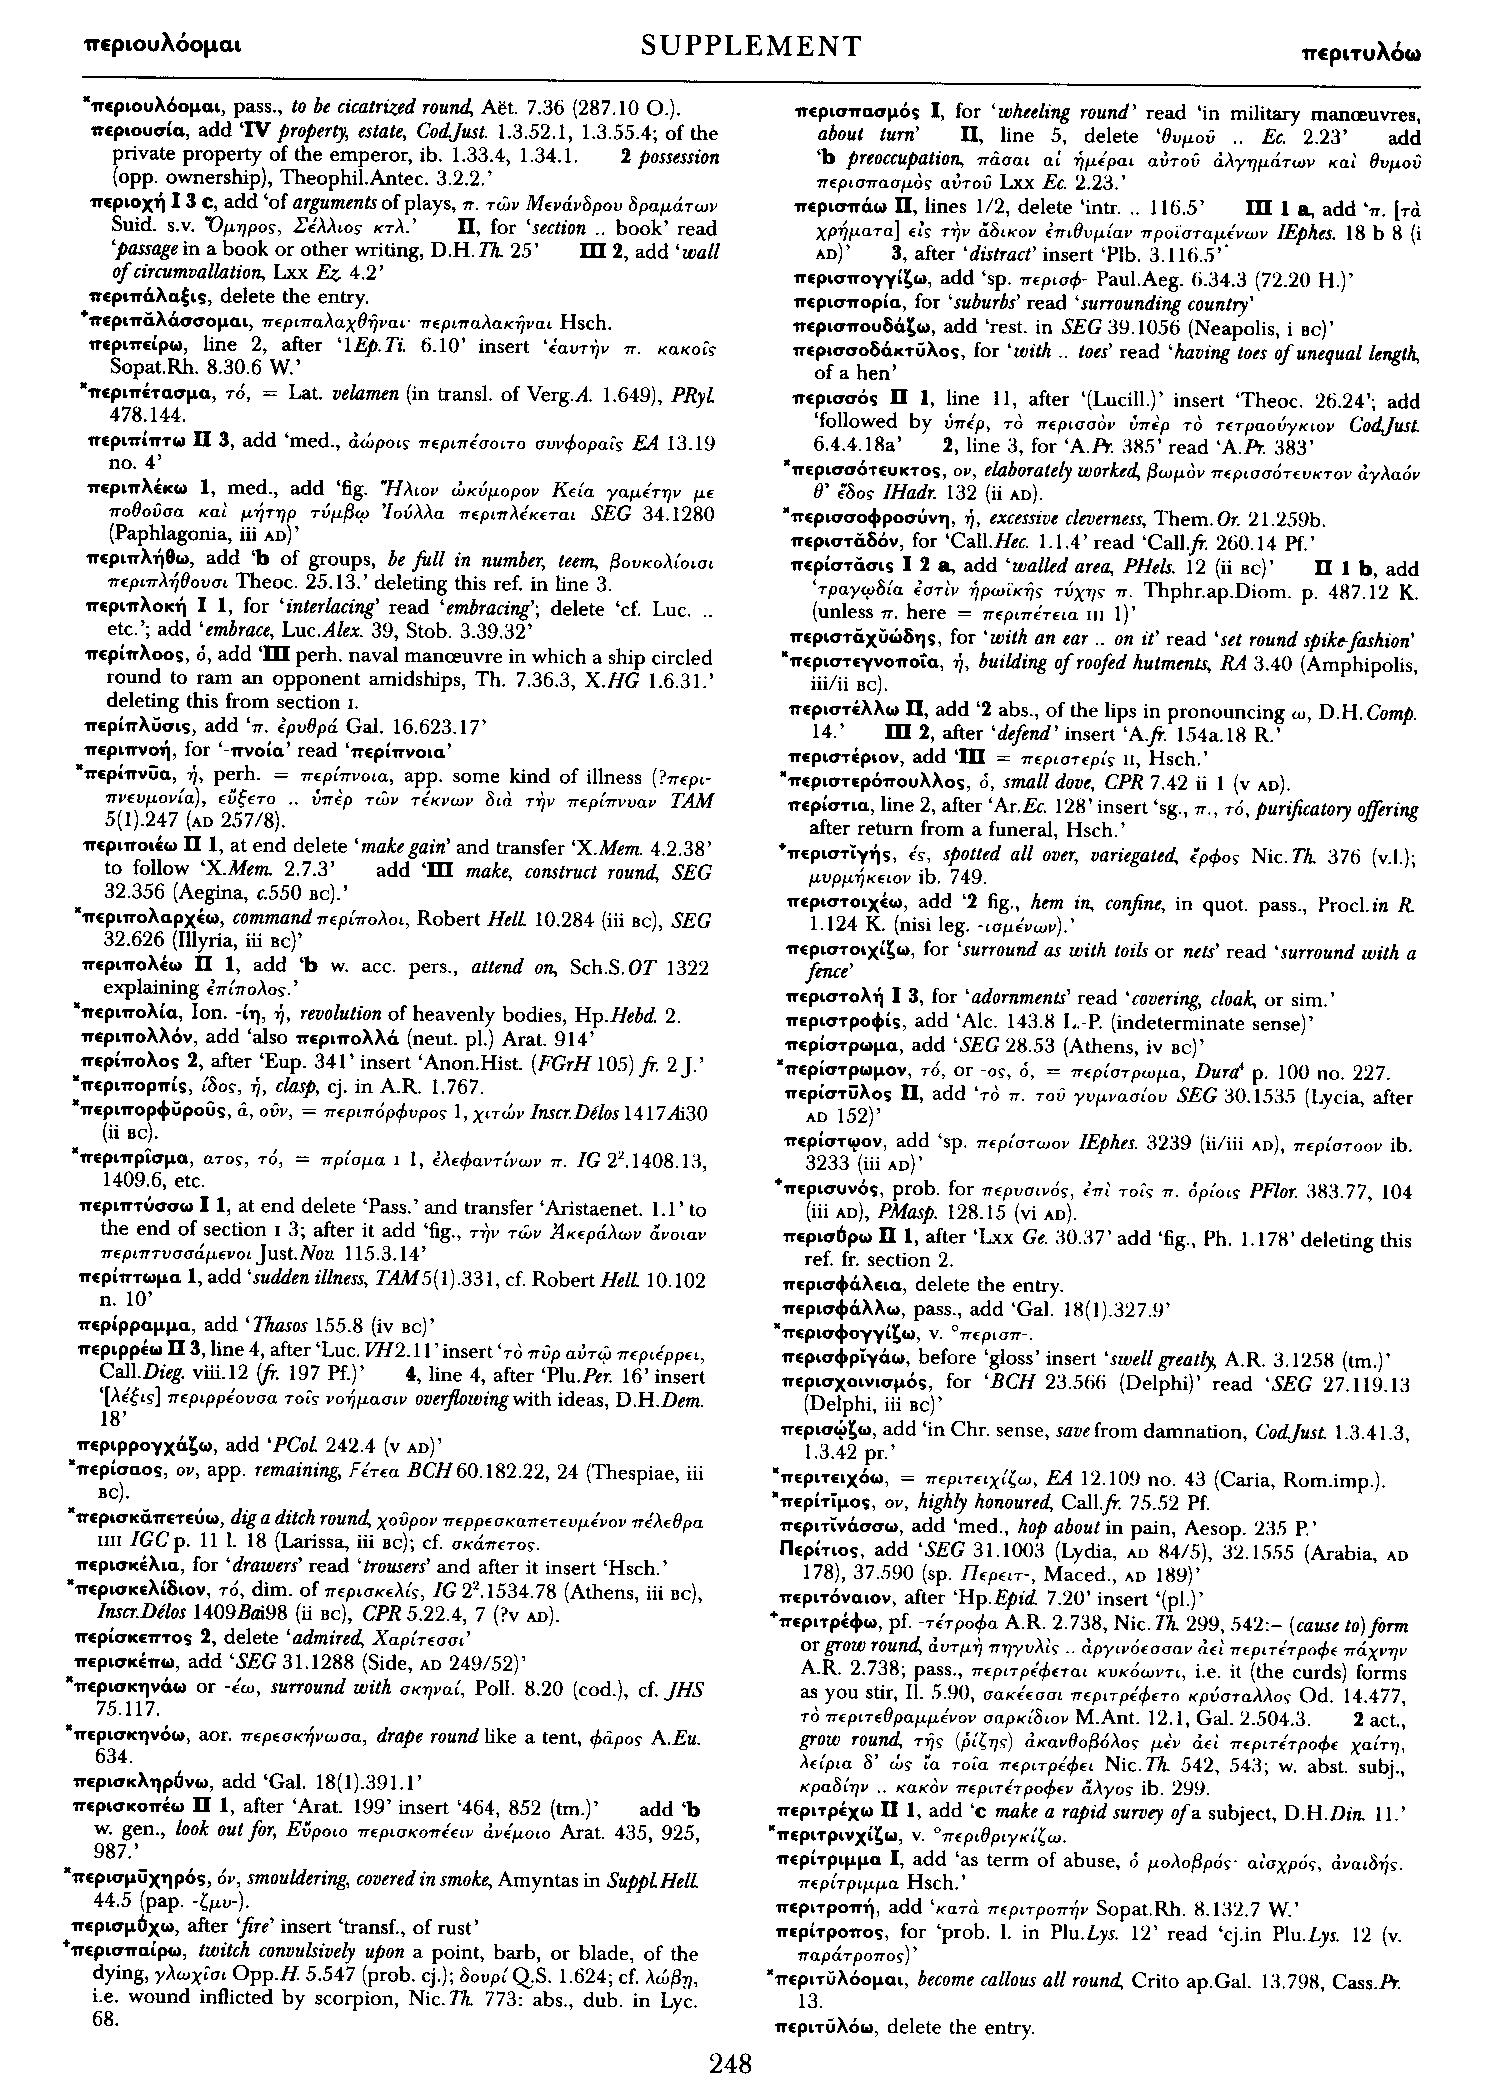 περιουλόομαι
SUPPLEMENT
περιτυλόω
*περιουλόομαι, pass., to be cicatrized round, Aët. 7.36 (287.10 O.).
περιουσία, add ‘IV property, estate, Cod.Just. 1.3.52.1, 1.3.55.4; of the
private property of the emperor, ib. 1.33.4, 1.34.1. 2 possession
(opp. ownership), Theophil.Antec. 3.2.2.’
περιοχή I 3 c, add ‘of arguments of plays, π. τῶν Μενάνδρου δραμάτων
Suid. s.v. Ὅμηρος, Σέλλιος κτλ.’ II, for ‘section .. book’ read
‘passage in a book or other writing, D.H.Th. 25’ III 2, add ‘wall
of circumvallation, Lxx Ez. 4.2’
περιπάλαξις, delete the entry.
⁺περιπᾰλάσσομαι, περιπαλαχθῆναι· περιπαλακῆναι Hsch.
περιπείρω, line 2, after ‘1Ep.Ti. 6.10’ insert ‘ἑαυτὴν π. κακοῖς
Sopat.Rh. 8.30.6 W.’
*περιπέτασμα, τό, = Lat. velamen (in transl. of Verg.A. 1.649), PRyl.
478.144.
περιπίπτω II 3, add ‘med., ἀώροις περιπέσοιτο συνφοραῖς EA 13.19
no. 4’
περιπλέκω 1, med., add ‘fig. Ἥλιον ὠκύμορον Κεία γαμέτην με
ποθοῦσα καὶ μήτηρ τύμβῳ Ἰούλλα περιπλέκεται SEG 34.1280
(Paphlagonia, iii AD)’
περιπλήθω, add ‘b of groups, be full in number, teem, βουκολίοισι
περιπλήθουσι Theoc. 25.13.’ deleting this ref. in line 3.
περιπλοκή I 1, for ‘interlacing’ read ‘embracing’; delete ‘cf. Luc. ..
etc.’; add ‘embrace, Luc.Alex. 39, Stob. 3.39.32’
περίπλοος, ὁ, add ‘III perh. naval manœuvre in which a ship circled
round to ram an opponent amidships, Th. 7.36.3, X.HG 1.6.31.’
deleting this from section I.
περίπλῠσις, add ‘π. ἐρυθρά Gal. 16.623.17’
περιπνοή, for ‘-πνοία’ read ‘περίπνοια’
*περίπνῡα, ἡ, perh. = περίπνοια, app. some kind of illness (?περι-
πνευμονία), εὔξετο .. ὑπὲρ τῶν τέκνων διὰ τὴν περίπνυαν TAM
5(1).247 (AD 257/8).
περιποιέω II 1, at end delete ‘make gain’ and transfer ‘X.Mem. 4.2.38’
to follow ‘X.Mem. 2.7.3’ add ‘III make, construct round, SEG
32.356 (Aegina, c.550 BC).’
*περιπολαρχέω, command περίπολοι, Robert Hell. 10.284 (iii BC), SEG
32.626 (Illyria, iii BC)’
περιπολέω II 1, add ‘b w. acc. pers., attend on, Sch.S.OT 1322
explaining ἐπίπολος.’
*περιπολία, Ion. -ίη, ἡ, revolution of heavenly bodies, Hp.Hebd. 2.
περιπολλόν, add ‘also περιπολλά (neut. pl.) Arat. 914’
περίπολος 2, after ‘Eup. 341’ insert ‘Anon.Hist. (FGrH 105) fr. 2 J.’
*περιπορπίς, ίδος, ἡ, clasp, cj. in A.R. 1.767.
*περιπορφῠροῦς, ᾶ, οῦν, = περιπόρφυρος 1, χιτών Inscr.Délos 1417Ai30
(ii BC).
*περιπρῖσμα, ατος, τό, = πρίσμα I 1, ἐλεφαντίνων π. IG 2².1408.13,
1409.6, etc.
περιπτύσσω I 1, at end delete ‘Pass.’ and transfer ‘Aristaenet. 1.1’ to
the end of section I 3; after it add ‘fig., τὴν τῶν Ἀκεράλων ἄνοιαν
περιπτυσσάμενοι Just.Nov. 115.3.14’
περίπτωμα 1, add ‘sudden illness, TAM 5(1).331, cf. Robert Hell. 10.102
n. 10’
περίρραμμα, add ‘Thasos 155.8 (iv BC)’
περιρρέω II 3, line 4, after ‘Luc. VH 2.11’ insert ‘τὸ πῦρ αὐτῷ περιέρρει,
Call.Dieg. viii.12 (fr. 197 Pf.)’ 4, line 4, after ‘Plu.Per. 16’ insert
‘[λέξις] περιρρέουσα τοῖς νοήμασιν overflowing with ideas, D.H.Dem.
18’
περιρρογχάζω, add ‘PCol. 242.4 (v AD)’
*περίσαος, ον, app. remaining, Ϝέτεα BCH 60.182.22, 24 (Thespiae, iii
BC).
*περισκᾰπετεύω, dig a ditch round, χοῦρον περρεσκαπετευμένον πέλεθρα
IIII IGC p. 11 l. 18 (Larissa, iii BC); cf. σκάπετος.
περισκέλια, for ‘drawers’ read ‘trousers’ and after it insert ‘Hsch.’
*περισκελίδιον, τό, dim. of περισκελίς, IG 2².1534.78 (Athens, iii BC),
Inscr.Délos 1409Bai98 (ii BC), CPR 5.22.4, 7 (?v AD).
περίσκεπτος 2, delete ‘admired, Χαρίτεσσι’
περισκέπω, add ‘SEG 31.1288 (Side, AD 249/52)’
*περισκηνάω or -έω, surround with σκηναί, Poll. 8.20 (cod.), cf. JHS
75.117.
*περισκηνόω, aor. περεσκήνωσα, drape round like a tent, φᾶρος A.Eu.
634.
περισκληρύνω, add ‘Gal. 18(1).391.1’
περισκοπέω II 1, after ‘Arat. 199’ insert ‘464, 852 (tm.)’ add ‘b
w. gen., look out for, Εὔροιο περισκοπέειν ἀνέμοιο Arat. 435, 925,
987.’
*περισμῡχηρός, όν, smouldering, covered in smoke, Amyntas in Suppl.Hell.
44.5 (pap. -ζμυ-).
περισμύχω, after ‘fire’ insert ‘transf., of rust’
⁺περισπαίρω, twitch convulsively upon a point, barb, or blade, of the
dying, γλωχῖσι Opp.H. 5.547 (prob. cj.); δουρί Q.S. 1.624; cf. λώβῃ,
i.e. wound inflicted by scorpion, Nic.Th. 773: abs., dub. in Lyc.
68.
περισπασμός I, for ‘wheeling round’ read ‘in military manœuvres,
about turn’ II, line 5, delete ‘θυμοῦ .. Ec. 2.23’ add
‘b preoccupation, πᾶσαι αἱ ἡμέραι αὐτοῦ ἀλγημάτων καὶ θυμοῦ
περισπασμὸς αὐτοῦ Lxx Ec. 2.23.’
περισπάω II, lines 1/2, delete ‘intr. .. 116.5’ III 1 a, add ‘π. [τὰ
χρήματα] εἰς τὴν ἄδικον ἐπιθυμίαν προϊσταμένων IEphes. 18 b 8 (i
AD)’ 3, after ‘distract’ insert ‘Plb. 3.116.5’
περισπογγίζω, add ‘sp. περισφ- Paul.Aeg. 6.34.3 (72.20 H.)’
περισπορία, for ‘suburbs’ read ‘surrounding country’
περισπουδάζω, add ‘rest. in SEG 39.1056 (Neapolis, i BC)’
περισσοδάκτῠλος, for ‘with .. toes’ read ‘having toes of unequal length,
of a hen’
περισσός II 1, line 11, after ‘(Lucill.)’ insert ‘Theoc. 26.24’; add
‘followed by ὑπέρ, τὸ περισσὸν ὑπὲρ τὸ τετραούγκιον Cod.Just.
6.4.4.18a’ 2, line 3, for ‘A.Pr. 385’ read ‘A.Pr. 383’
*περισσότευκτος, ον, elaborately worked, βωμὸν περισσότευκτον ἀγλαόν
θ’ ἕδος IHadr. 132 (ii AD).
*περισσοφροσύνη, ἡ, excessive cleverness, Them.Or. 21.259b.
περιστᾰδόν, for ‘Call.Hec. 1.1.4’ read ‘Call.fr. 260.14 Pf.’
περίστᾰσις I 2 a, add ‘walled area, PHels. 12 (ii BC)’ II 1 b, add
‘τραγῳδία ἐστὶν ἡρωϊκῆς τύχης π. Thphr.ap.Diom. p. 487.12 K.
(unless π. here = περιπέτεια III 1)’
περιστᾰχῠώδης, for ‘with an ear .. on it’ read ‘set round spike-fashion’
*περιστεγνοποΐα, ἡ, building of roofed hutments, RA 3.40 (Amphipolis,
iii/ii BC).
περιστέλλω II, add ‘2 abs., of the lips in pronouncing ω, D.H.Comp.
14.’ III 2, after ‘defend’ insert ‘A.fr. 154a.18 R.’
περιστέριον, add ‘III = περιστερίς II, Hsch.’
*περιστερόπουλλος, ὁ, small dove, CPR 7.42 ii 1 (v AD).
περίστια, line 2, after ‘Ar.Ec. 128’ insert ‘sg., π., τό, purificatory offering
after return from a funeral, Hsch.’
⁺περιστῐγής, ές, spotted all over, variegated, ἔρφος Nic.Th. 376 (v.l.);
μυρμήκειον ib. 749.
περιστοιχέω, add ‘2 fig., hem in, confine, in quot. pass., Procl.in R.
1.124 K. (nisi leg. -ισμένων).’
περιστοιχίζω, for ‘surround as with toils or nets’ read ‘surround with a
fence’
περιστολή I 3, for ‘adornments’ read ‘covering, cloak, or sim.’
περιστροφίς, add ‘Alc. 143.8 L.-P. (indeterminate sense)’
περίστρωμα, add ‘SEG 28.53 (Athens, iv BC)’
*περίστρωμον, τό, or -ος, ὁ, = περίστρωμα, Dura⁴ p. 100 no. 227.
περίστῡλος II, add ‘τὸ π. τοῦ γυμνασίου SEG 30.1535 (Lycia, after
AD 152)’
περίστῳον, add ‘sp. περίστωον IEphes. 3239 (ii/iii AD), περίστοον ib.
3233 (iii AD)’
⁺περισυνός, prob. for περυσινός, ἐπὶ τοῖς π. ὁρίοις PFlor. 383.77, 104
(iii AD), PMasp. 128.15 (vi AD).
περισύρω II 1, after ‘Lxx Ge. 30.37’ add ‘fig., Ph. 1.178’ deleting this
ref. fr. section 2.
περισφάλεια, delete the entry.
περισφάλλω, pass., add ‘Gal. 18(1).327.9’
*περισφογγίζω, v. °περισπ-.
περισφρῐγάω, before ‘gloss’ insert ‘swell greatly, A.R. 3.1258 (tm.)’
περισχοινισμός, for ‘BCH 23.566 (Delphi)’ read ‘SEG 27.119.13
(Delphi, iii BC)’
περισῴζω, add ‘in Chr. sense, save from damnation, Cod.Just. 1.3.41.3,
1.3.42 pr.’
*περιτειχόω, = περιτειχίζω, EA 12.109 no. 43 (Caria, Rom.imp.).
*περίτῑμος, ον, highly honoured, Call.fr. 75.52 Pf.
περιτῐνάσσω, add ‘med., hop about in pain, Aesop. 235 P.’
Περίτιος, add ‘SEG 31.1003 (Lydia, AD 84/5), 32.1555 (Arabia, AD
178), 37.590 (sp. Περειτ-, Maced., AD 189)’
περιτόναιον, after ‘Hp.Epid. 7.20’ insert ‘(pl.)’
⁺περιτρέφω, pf. -τέτροφα A.R. 2.738, Nic.Th. 299, 542:– (cause to) form
or grow round, ἀυτμὴ πηγυλὶς .. ἀργινόεσσαν ἀεὶ περιτέτροφε πάχνην
A.R. 2.738; pass., περιτρέφεται κυκόωντι, i.e. it (the curds) forms
as you stir, Il. 5.90, σακέεσσι περιτρέφετο κρύσταλλος Od. 14.477,
τὸ περιτεθραμμένον σαρκίδιον M.Ant. 12.1, Gal. 2.504.3. 2 act.,
grow round, τῆς (ῥίζης) ἀκανθοβόλος μὲν ἀεὶ περιτέτροφε χαίτη,
λείρια δ’ ὡς ἴα τοῖα περιτρέφει Nic.Th. 542, 543; w. abst. subj.,
κραδίην .. κακὸν περιτέτροφεν ἄλγος ib. 299.
περιτρέχω II 1, add ‘c make a rapid survey of a subject, D.H.Din. 11.’
*περιτρινχίζω, v. °περιθριγκίζω.
περίτριμμα I, add ‘as term of abuse, ὁ μολοβρός· αἰσχρός, ἀναιδής.
περίτριμμα Hsch.’
περιτροπή, add ‘κατὰ περιτροπήν Sopat.Rh. 8.132.7 W.’
περίτροπος, for ‘prob. l. in Plu.Lys. 12’ read ‘cj.in Plu.Lys. 12 (v.
παράτροπος)’
*περιτῠλόομαι, become callous all round, Crito ap.Gal. 13.798, Cass.Pr.
13.
περιτῡλόω, delete the entry.
248